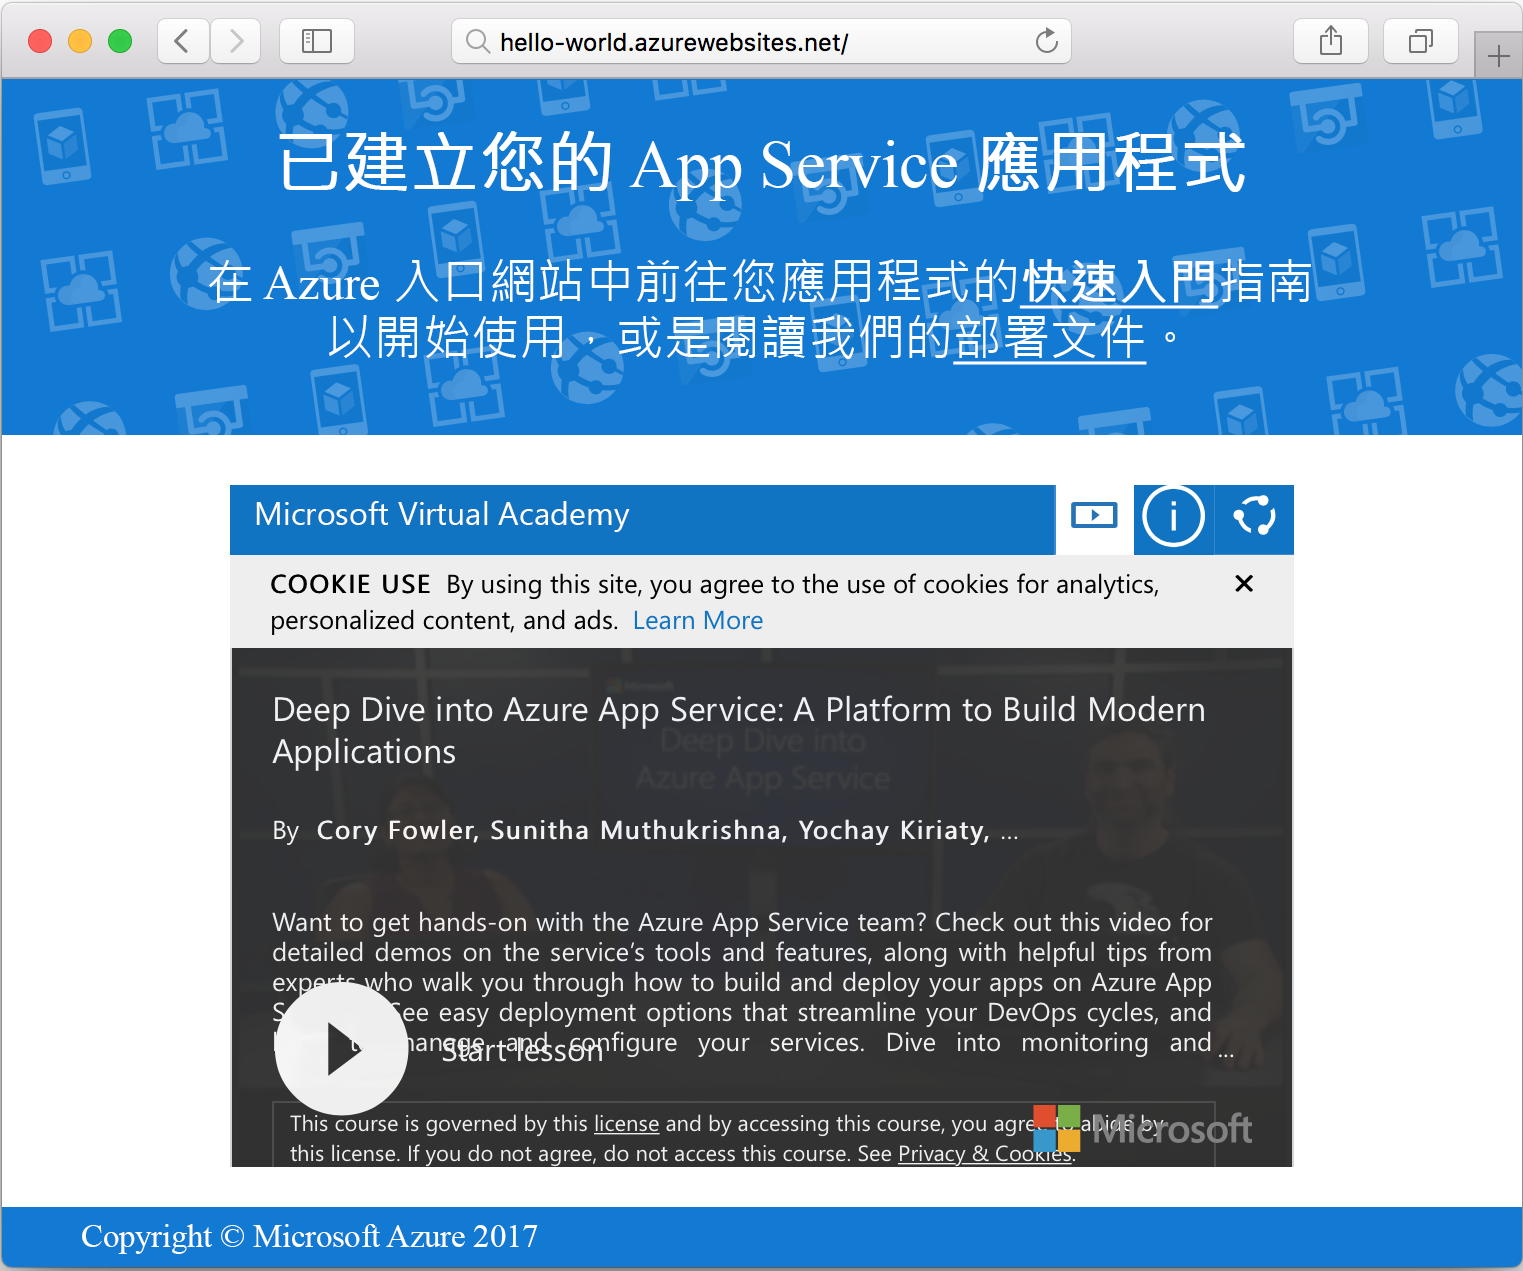 hello-world.azurewebsites.net/
已建立您的 App Service 應用程式
在 Azure 入口網站中前往您應用程式的快速入門指南
以開始使用，或是閱讀我們的部署文件。
Microsoft Virtual Academy
COOKIE USE By using this site, you agree to the use of cookies for analytics,
personalized content, and ads. Learn More
Microsoft
Deep Dive into Azure App Service: A Platform to Build Modern
Applications
Deep Dive into
Azure App Service
By Cory Fowler, Sunitha Muthukrishna, Yochay Kiriaty, ...
Want to get hands-on with the Azure App Service team? Check out this video for
detailed demos on the service's tools and features, along with helpful tips from
experts who walk you through how to build and deploy your apps on Azure App
See easy deployment options that streamline your DevOps cycles, and
manage and configure your services. Dive into monitoring and...
Start lesson
This course is governed by this license and by accessing this course, you agree to abide by
this license. If you do not agree, do not access this course. See Privacy & Cookies.
Microsoft
Copyright © Microsoft Azure 2017